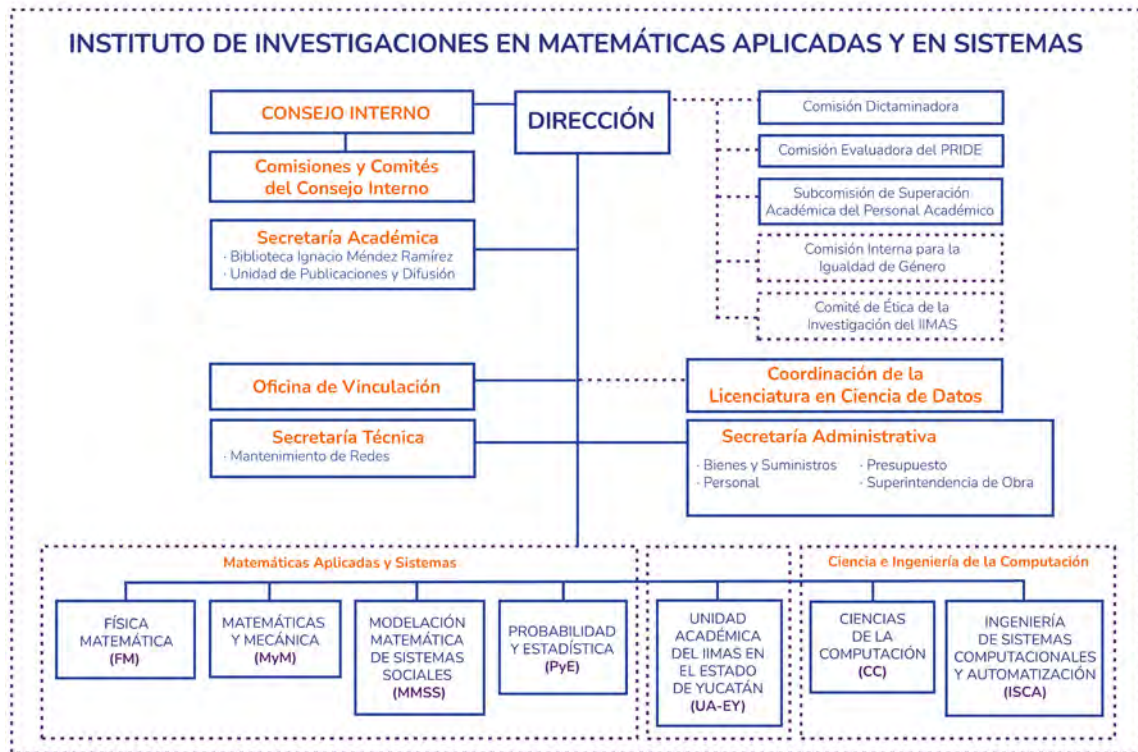 INSTITUTO DE INVESTIGACIONES EN MATEMÁTICAS APLICADAS Y EN SISTEMAS
CONSEJO INTERNO
DIRECCIÓN
Comisiones y Comités
del Consejo Interno
Secretaría Académica
· Biblioteca Ignacio Méndez Ramírez
· Unidad de Publicaciones y Difusión
Comisión Dictaminadora
Comisión Evaluadora del PRIDE
Subcomisión de Superación
Académica del Personal Académico
Comisión Interna para la
Igualdad de Género
Comité de Ética de la
Investigación del IIMAS
Oficina de Vinculación
Coordinación de la
Licenciatura en Ciencia de Datos
Secretaría Técnica
· Mantenimiento de Redes
Secretaría Administrativa
· Bienes y Suministros
· Personal
· Presupuesto
· Superintendencia de Obra
Matemáticas Aplicadas y Sistemas
FÍSICA
MATEMÁTICA
(FM)
MATEMÁTICAS
Y MECÁNICA
(MyM)
MODELACIÓN
MATEMÁTICA
DE SISTEMAS
SOCIALES
(MMSS)
PROBABILIDAD
Y ESTADÍSTICA
(PyE)
UNIDAD
ACADÉMICA
DEL IIMAS EN
EL ESTADO
DE YUCATÁN
(UA-EY)
Ciencia e Ingeniería de la Computación
CIENCIAS
DE LA
COMPUTACIÓN
(CC)
INGENIERÍA
DE SISTEMAS
COMPUTACIONALES
Y AUTOMATIZACIÓN
(ISCA)